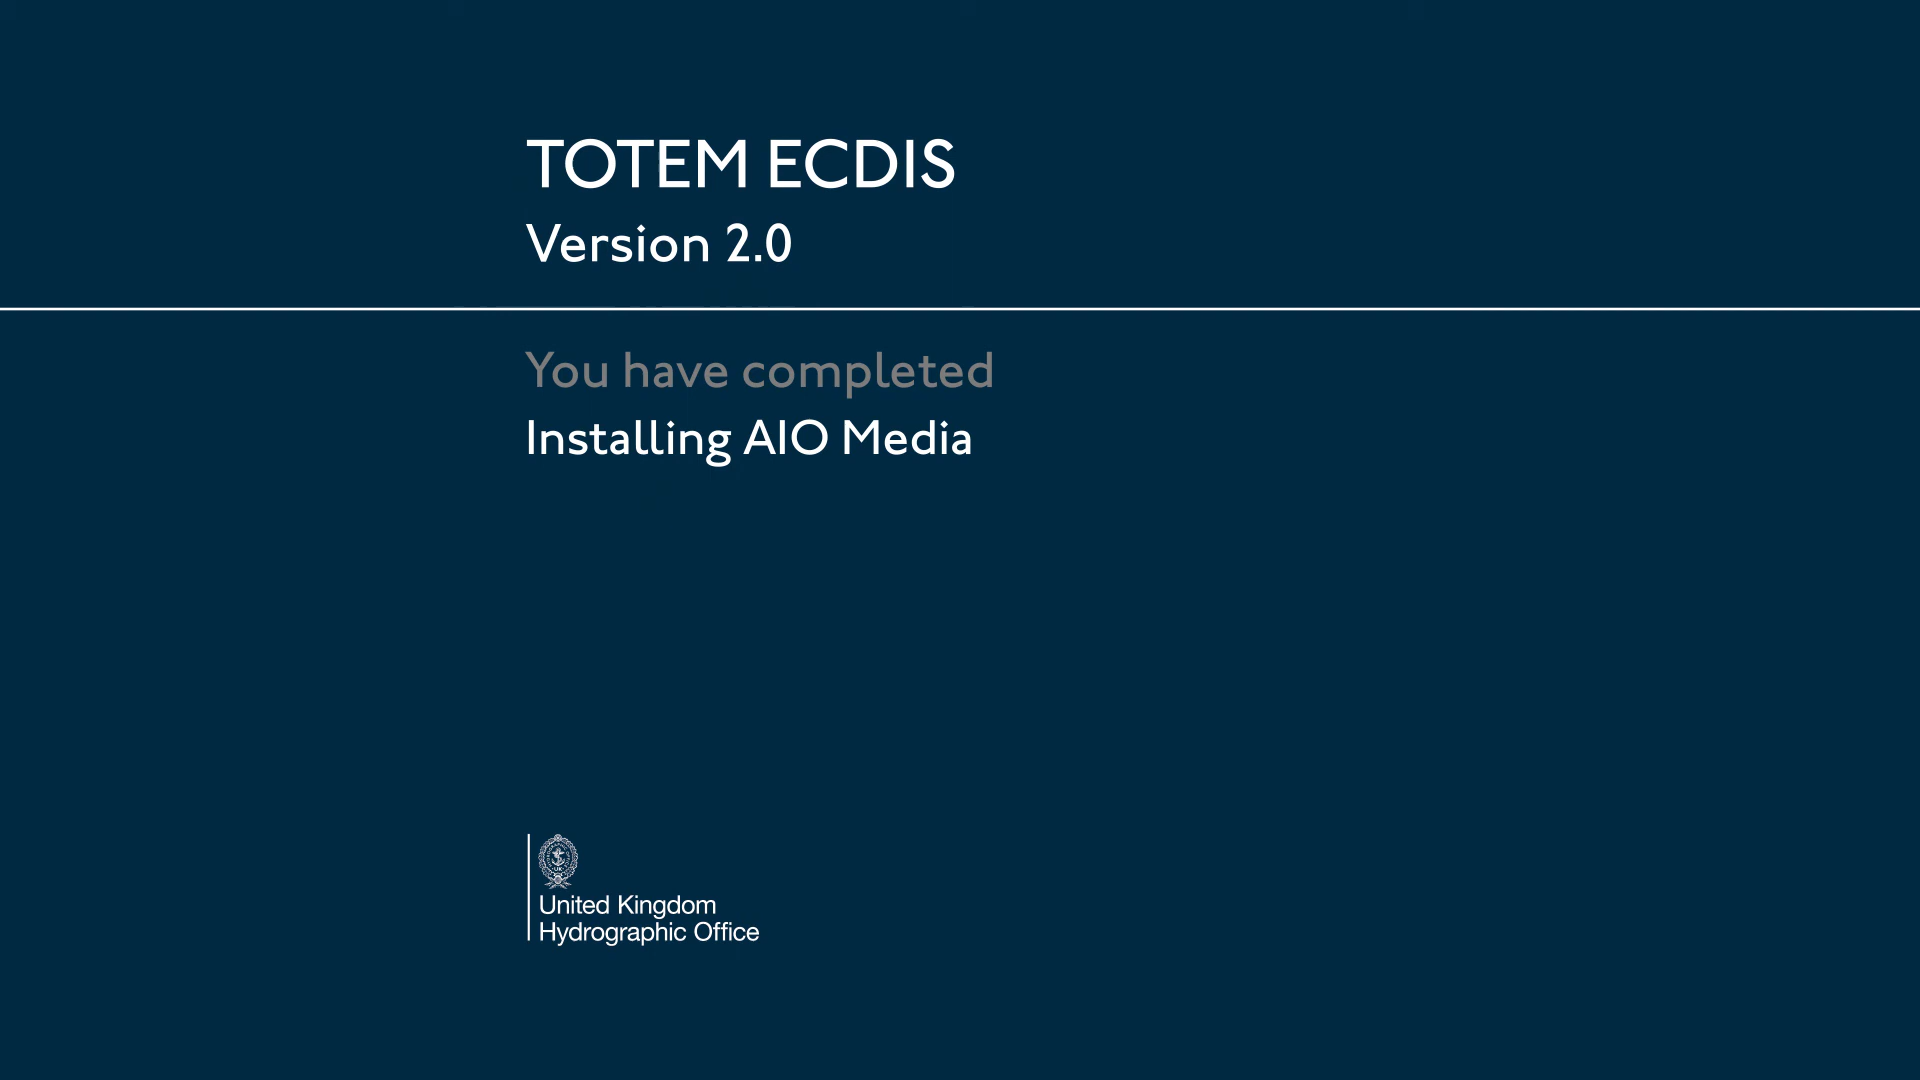 TOTEM ECDIS
Version 2.0
You have completed
Installing AIO Media
United Kingdom
Hydrographic Office